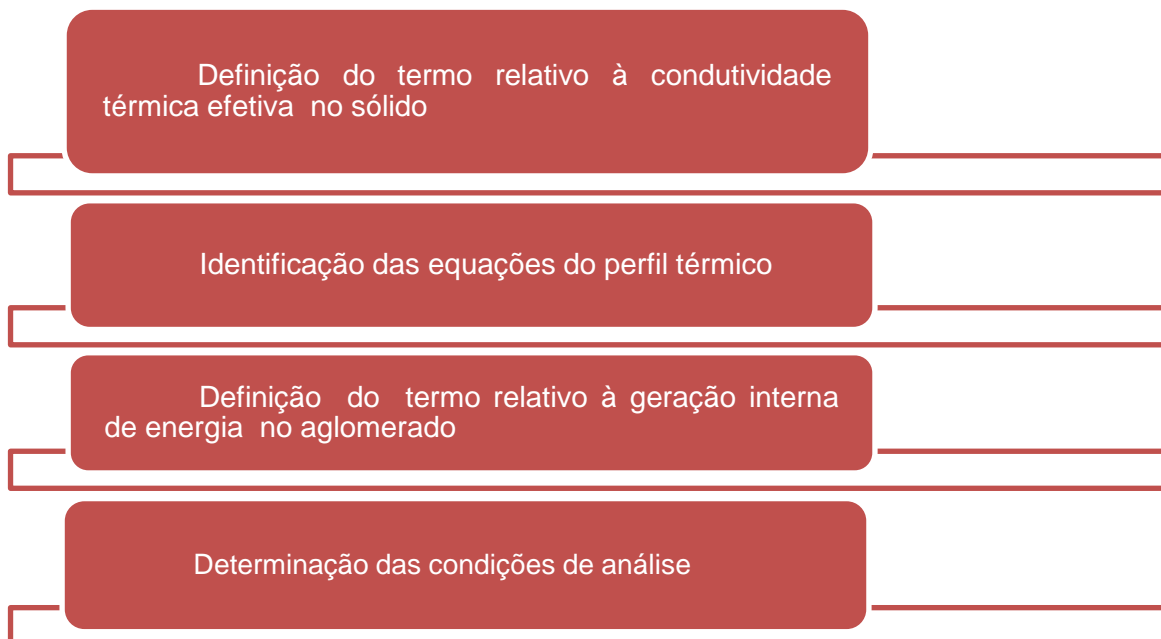 Definição do termo relativo à condutividade
térmica efetiva no sólido
Identificação das equações do perfil térmico
Definição do termo relativo à geração interna
de energia no aglomerado
Determinação das condições de análise